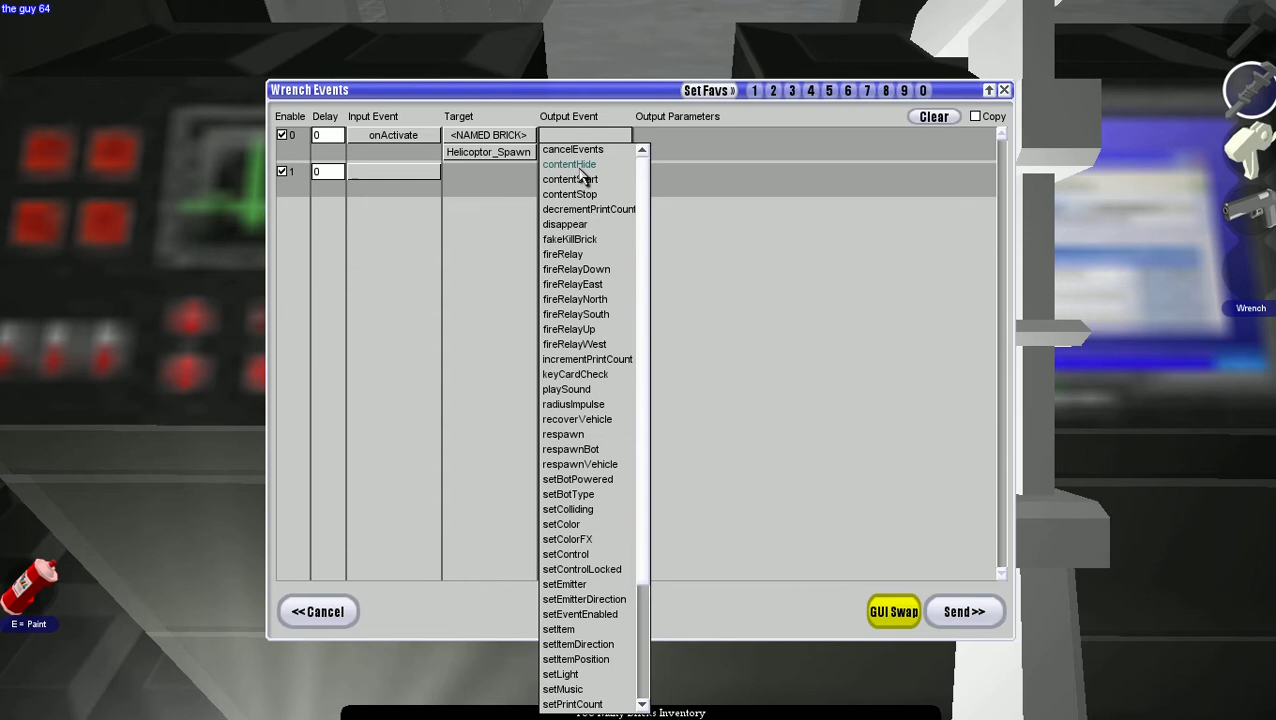 the guy 64
Wrench Events
Set Favs » 1 2 3 4 5 6 7 8 9 0
Enable Delay Input Event Target Output Event Output Parameters Clear Copy
0 0 onActivate <NAMED BRICK>
Helicoptor_Spawn
1 0 _
cancelEvents
contentHide
contentStart
contentStop
decrementPrintCount
disappear
fakeKillBrick
fireRelay
fireRelayDown
fireRelayEast
fireRelayNorth
fireRelaySouth
fireRelayUp
fireRelayWest
incrementPrintCount
keyCardCheck
playSound
radiusImpulse
recoverVehicle
respawn
respawnBot
respawnVehicle
setBotPowered
setBotType
setColliding
setColor
setColorFX
setControl
setControlLocked
setEmitter
setEmitterDirection
setEventEnabled
setItem
setItemDirection
setItemPosition
setLight
setMusic
setPrintCount
<< Cancel
GUI Swap
Send >>
Wrench
E = Paint
Too Many Bricks Inventory